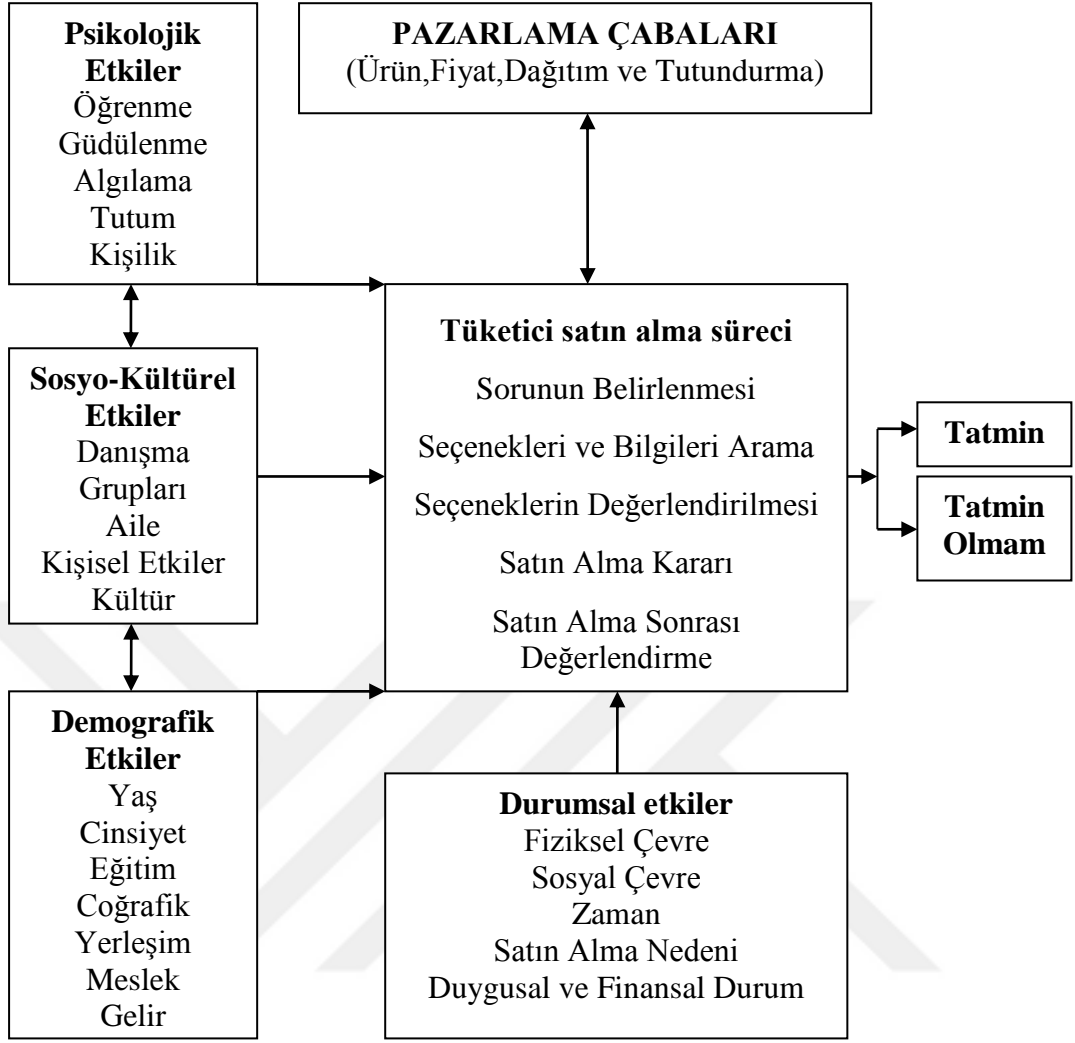 Psikolojik
Etkiler
Öğrenme
Güdülenme
Algılama
Tutum
Kişilik
PAZARLAMA ÇABALARI
(Ürün,Fiyat,Dağıtım ve Tutundurma)
Sosyo-Kültürel
Etkiler
Danışma
Grupları
Aile
Kişisel Etkiler
Kültür
Tüketici satın alma süreci
Sorunun Belirlenmesi
Seçenekleri ve Bilgileri Arama
Seçeneklerin Değerlendirilmesi
Satın Alma Kararı
Satın Alma Sonrası
Değerlendirme
Tatmin
Tatmin
Olmam
Demografik
Etkiler
Yaş
Cinsiyet
Eğitim
Coğrafik
Yerleşim
Meslek
Gelir
Durumsal etkiler
Fiziksel Çevre
Sosyal Çevre
Zaman
Satın Alma Nedeni
Duygusal ve Finansal Durum